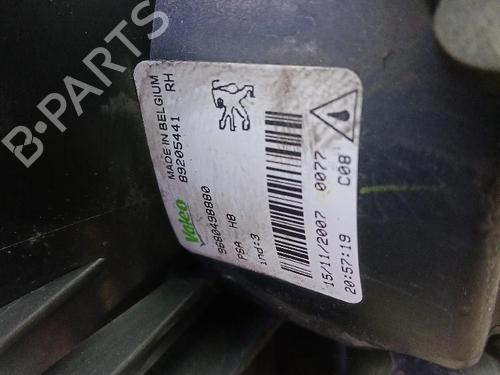 B-PARTS
MADE IN BELGIUM
89205441 RH
Valeo
9680498880
PSA H8
ind:3
15/11/2007 0077
20:57:19 C08
B-PARTS